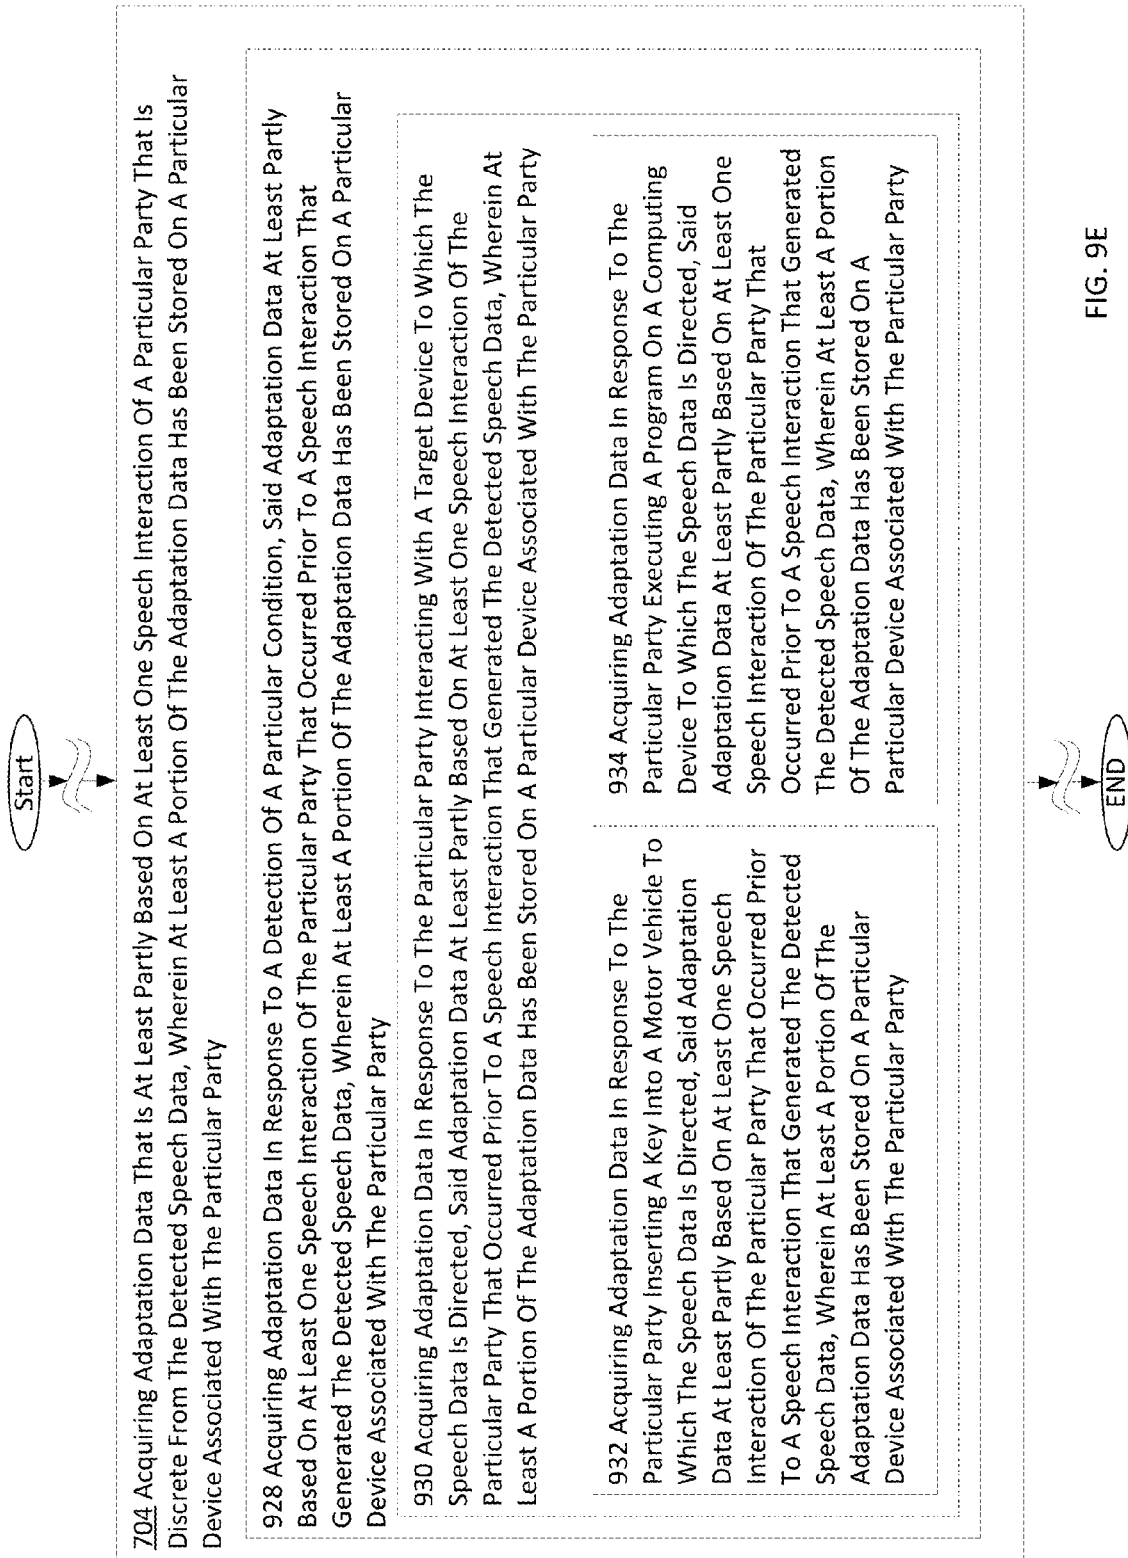 Start
704 Acquiring Adaptation Data That Is At Least Partly Based On At Least One Speech Interaction Of A Particular Party That Is
Discrete From The Detected Speech Data, Wherein At Least A Portion Of The Adaptation Data Has Been Stored On A Particular
Device Associated With The Particular Party
928 Acquiring Adaptation Data In Response To A Detection Of A Particular Condition, Said Adaptation Data At Least Partly
Based On At Least One Speech Interaction Of The Particular Party That Occurred Prior To A Speech Interaction That
Generated The Detected Speech Data, Wherein At Least A Portion Of The Adaptation Data Has Been Stored On A Particular
Device Associated With The Particular Party
930 Acquiring Adaptation Data In Response To The Particular Party Interacting With A Target Device To Which The
Speech Data Is Directed, Said Adaptation Data At Least Partly Based On At Least One Speech Interaction Of The
Particular Party That Occurred Prior To A Speech Interaction That Generated The Detected Speech Data, Wherein At
Least A Portion Of The Adaptation Data Has Been Stored On A Particular Device Associated With The Particular Party
932 Acquiring Adaptation Data In Response To The
Particular Party Inserting A Key Into A Motor Vehicle To
Which The Speech Data Is Directed, Said Adaptation
Data At Least Partly Based On At Least One Speech
Interaction Of The Particular Party That Occurred Prior
To A Speech Interaction That Generated The Detected
Speech Data, Wherein At Least A Portion Of The
Adaptation Data Has Been Stored On A Particular
Device Associated With The Particular Party
934 Acquiring Adaptation Data In Response To The
Particular Party Executing A Program On A Computing
Device To Which The Speech Data Is Directed, Said
Adaptation Data At Least Partly Based On At Least One
Speech Interaction Of The Particular Party That
Occurred Prior To A Speech Interaction That Generated
The Detected Speech Data, Wherein At Least A Portion
Of The Adaptation Data Has Been Stored On A
Particular Device Associated With The Particular Party
END
FIG. 9E